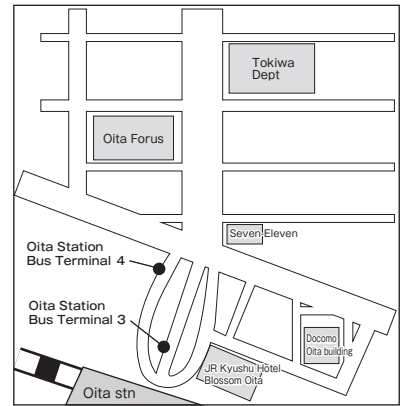 Tokiwa
Dept
Oita Forus
Seven-Eleven
Oita Station
Bus Terminal 4
Oita Station
Bus Terminal 3
Docomo
Oita building
JR Kyushu Hotel
Blossom Oita
Oita stn